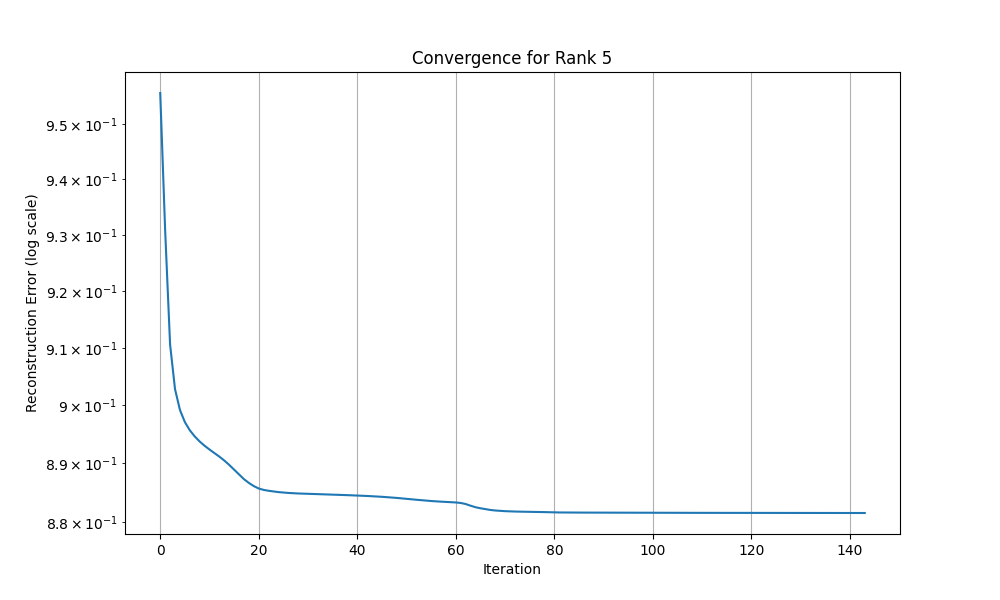 Convergence for Rank 5
Reconstruction Error (log scale)
9.5 × 10⁻¹
9.4 × 10⁻¹
9.3 × 10⁻¹
9.2 × 10⁻¹
9.1 × 10⁻¹
9 × 10⁻¹
8.9 × 10⁻¹
8.8 × 10⁻¹
0 20 40 60 80 100 120 140
Iteration